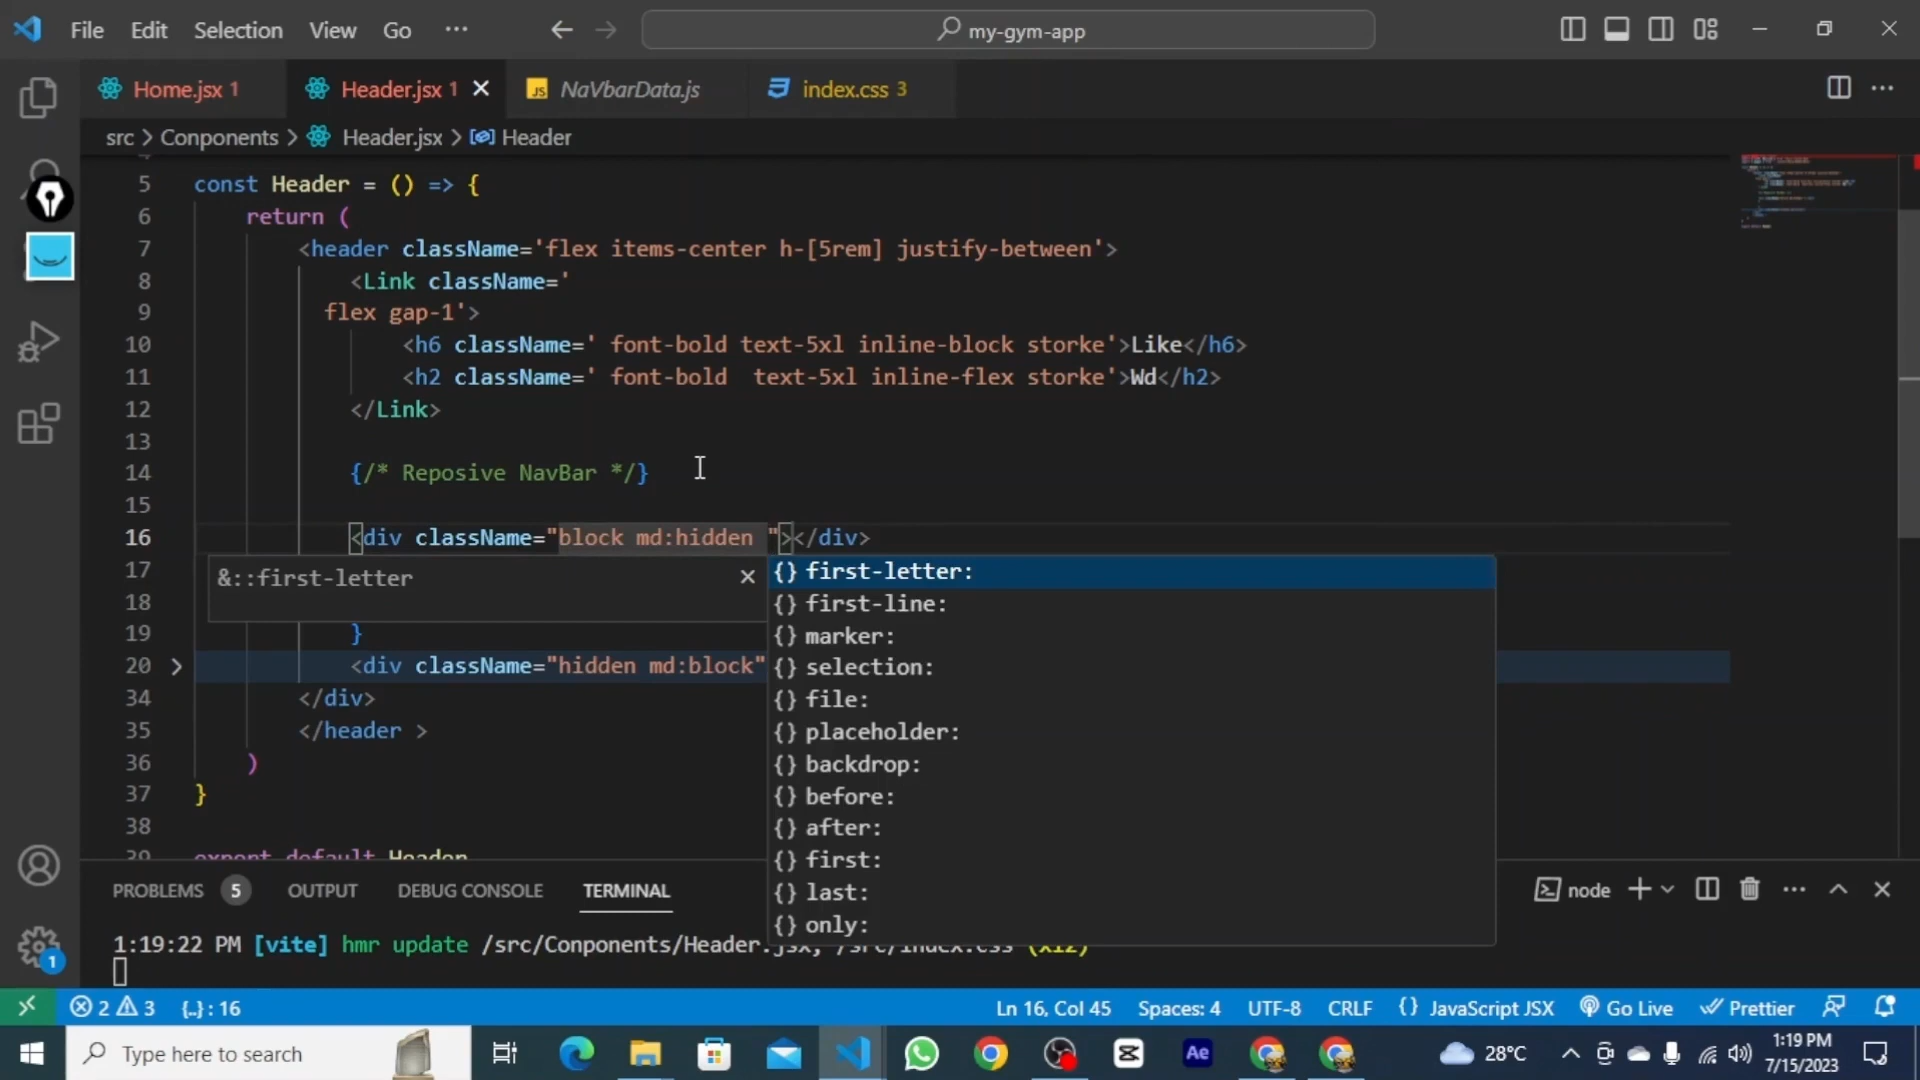 File Edit Selection View Go ··· my-gym-app
Home.jsx 1 Header.jsx 1 NaVbarData.js index.css 3
src > Conponents > Header.jsx > Header
5 const Header = () => {
6 return (
7 <header className='flex items-center h-[5rem] justify-between'>
8 <Link className='
9 flex gap-1'>
10 <h6 className=' font-bold text-5xl inline-block storke'>Like</h6>
11 <h2 className=' font-bold  text-5xl inline-flex storke'>Wd</h2>
12 </Link>
13
14 {/* Reposive NavBar */}
15
16 <div className="block md:hidden "></div>
17 &::first-letter {} first-letter:
18 {} first-line:
{} marker:
19 }
20 <div className="hidden md:block" {} selection:
34 </div> {} file:
35 </header > {} placeholder:
36 ) {} backdrop:
37 } {} before:
38 {} after:
39 export default Header {} first:
PROBLEMS 5 OUTPUT DEBUG CONSOLE TERMINAL {} last: node
{} only:
1:19:22 PM [vite] hmr update /src/Conponents/Header.jsx, /src/index.css (x12)
2 3 {..} : 16 Ln 16, Col 45 Spaces: 4 UTF-8 CRLF {} JavaScript JSX Go Live Prettier
1
Type here to search Ae 28°C 1:19 PM
7/15/2023